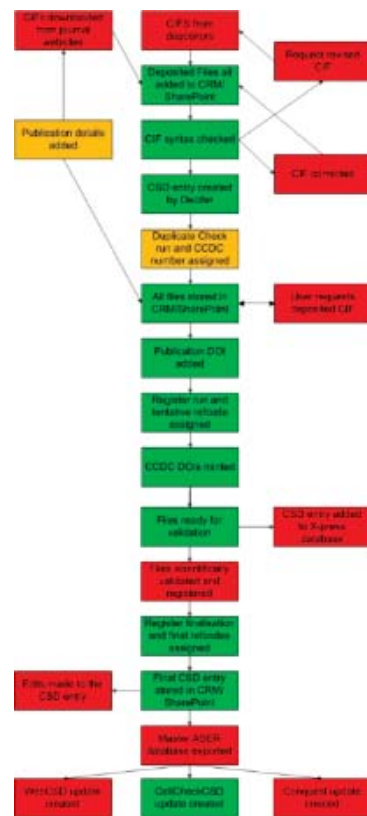 CIFs downloaded
from journal
websites
CIFS from
depositors
Request revised
CIF
Deposited Files all
added to CRM/
SharePoint
Publication details
added
CIF syntax checked
CIF corrected
CSD entry created
by Decifer
Duplicate Check
run and CCDC
number assigned
All files stored in
CRM/SharePoint
User requests
deposited CIF
Publication DOI
added
Register run and
tentative refcode
assigned
CCDC DOIs minted
Files ready for
validation
CSD entry added
to X-press
database
Files scientifically
validated and
registered
Register finalisation
and final refcodes
assigned
Edits made to the
CSD entry
Final CSD entry
stored in CRM/
SharePoint
Master ASER
database exported
WebCSD update
created
CellCheckCSD
update created
Conquest update
created